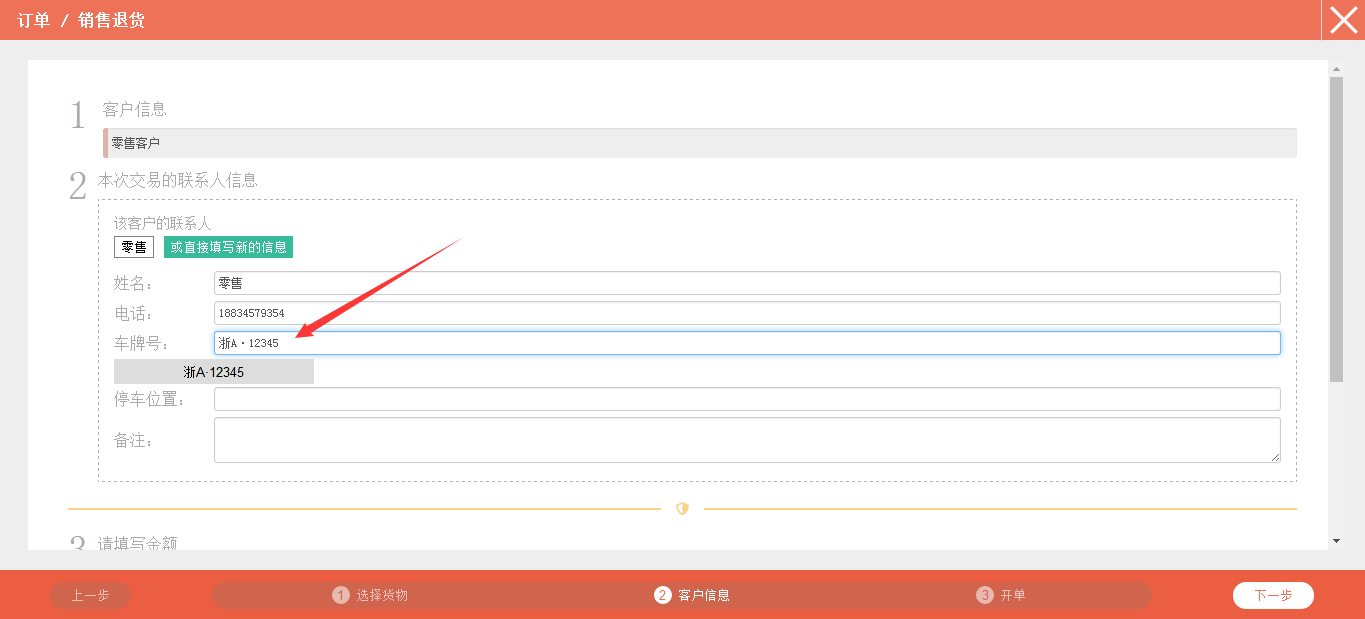 订单 / 销售退货
1 客户信息
零售客户
2 本次交易的联系人信息
该客户的联系人
零售 或直接填写新的信息
姓名： 零售
电话： 18834579354
车牌号： 浙A·12345
浙A·12345
停车位置：
备注：
3 请填写金额
上一步 1 选择货物 2 客户信息 3 开单 下一步